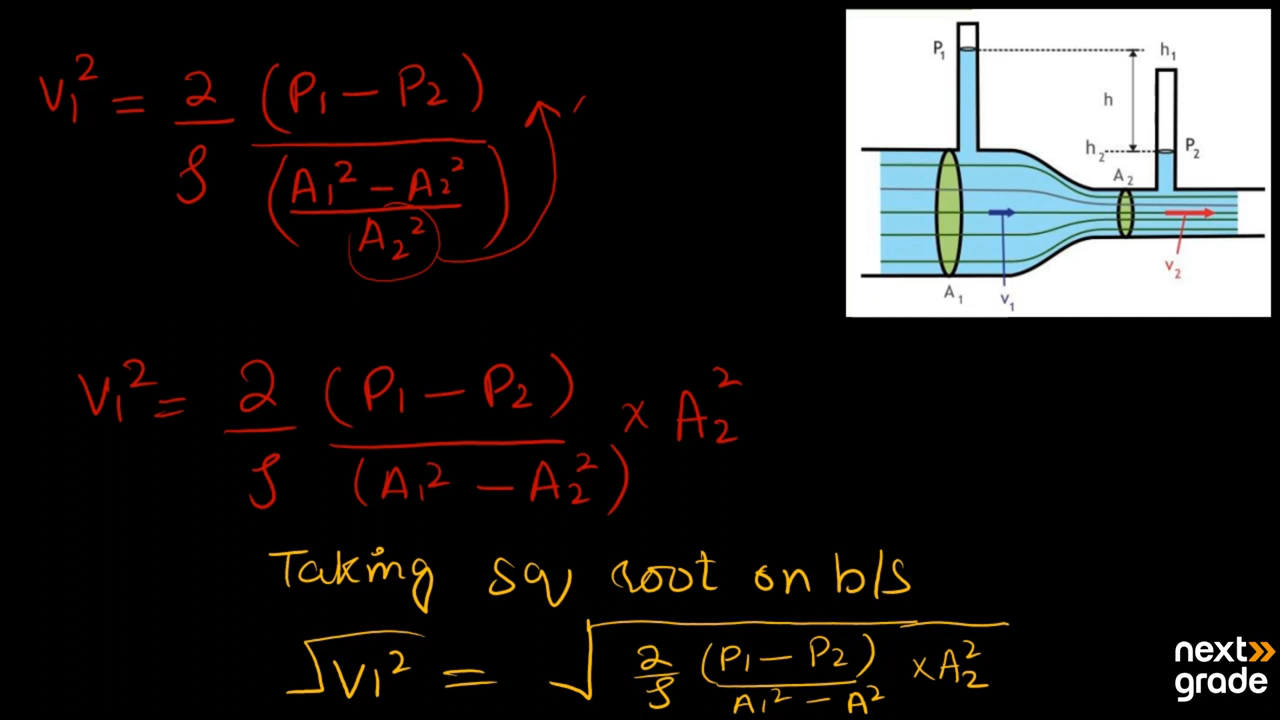 v₁² = 2/ρ (P₁ − P₂) / ((A₁² − A₂²) / A₂²)
P₁
h₁
h
h₂
P₂
A₂
A₁
v₁
v₂
v₁² = 2/ρ (P₁ − P₂) / (A₁² − A₂²) × A₂²
Taking sq root on b/s
√v₁² = √(2/ρ (P₁ − P₂) / (A₁² − A²) × A₂²)
next
grade